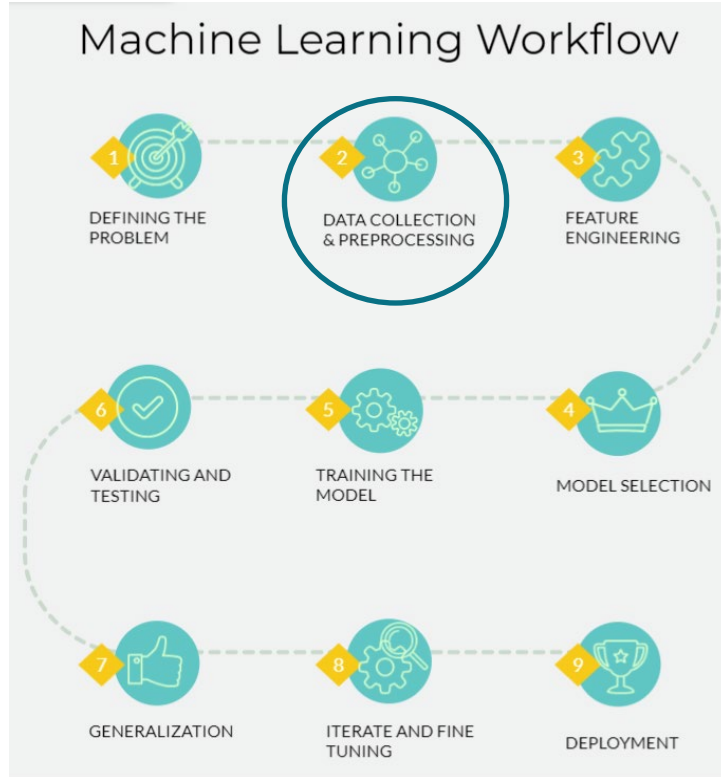 Machine Learning Workflow
1
2
3
DEFINING THE
PROBLEM
DATA COLLECTION
& PREPROCESSING
FEATURE
ENGINEERING
6
5
4
VALIDATING AND
TESTING
TRAINING THE
MODEL
MODEL SELECTION
7
8
9
GENERALIZATION
ITERATE AND FINE
TUNING
DEPLOYMENT